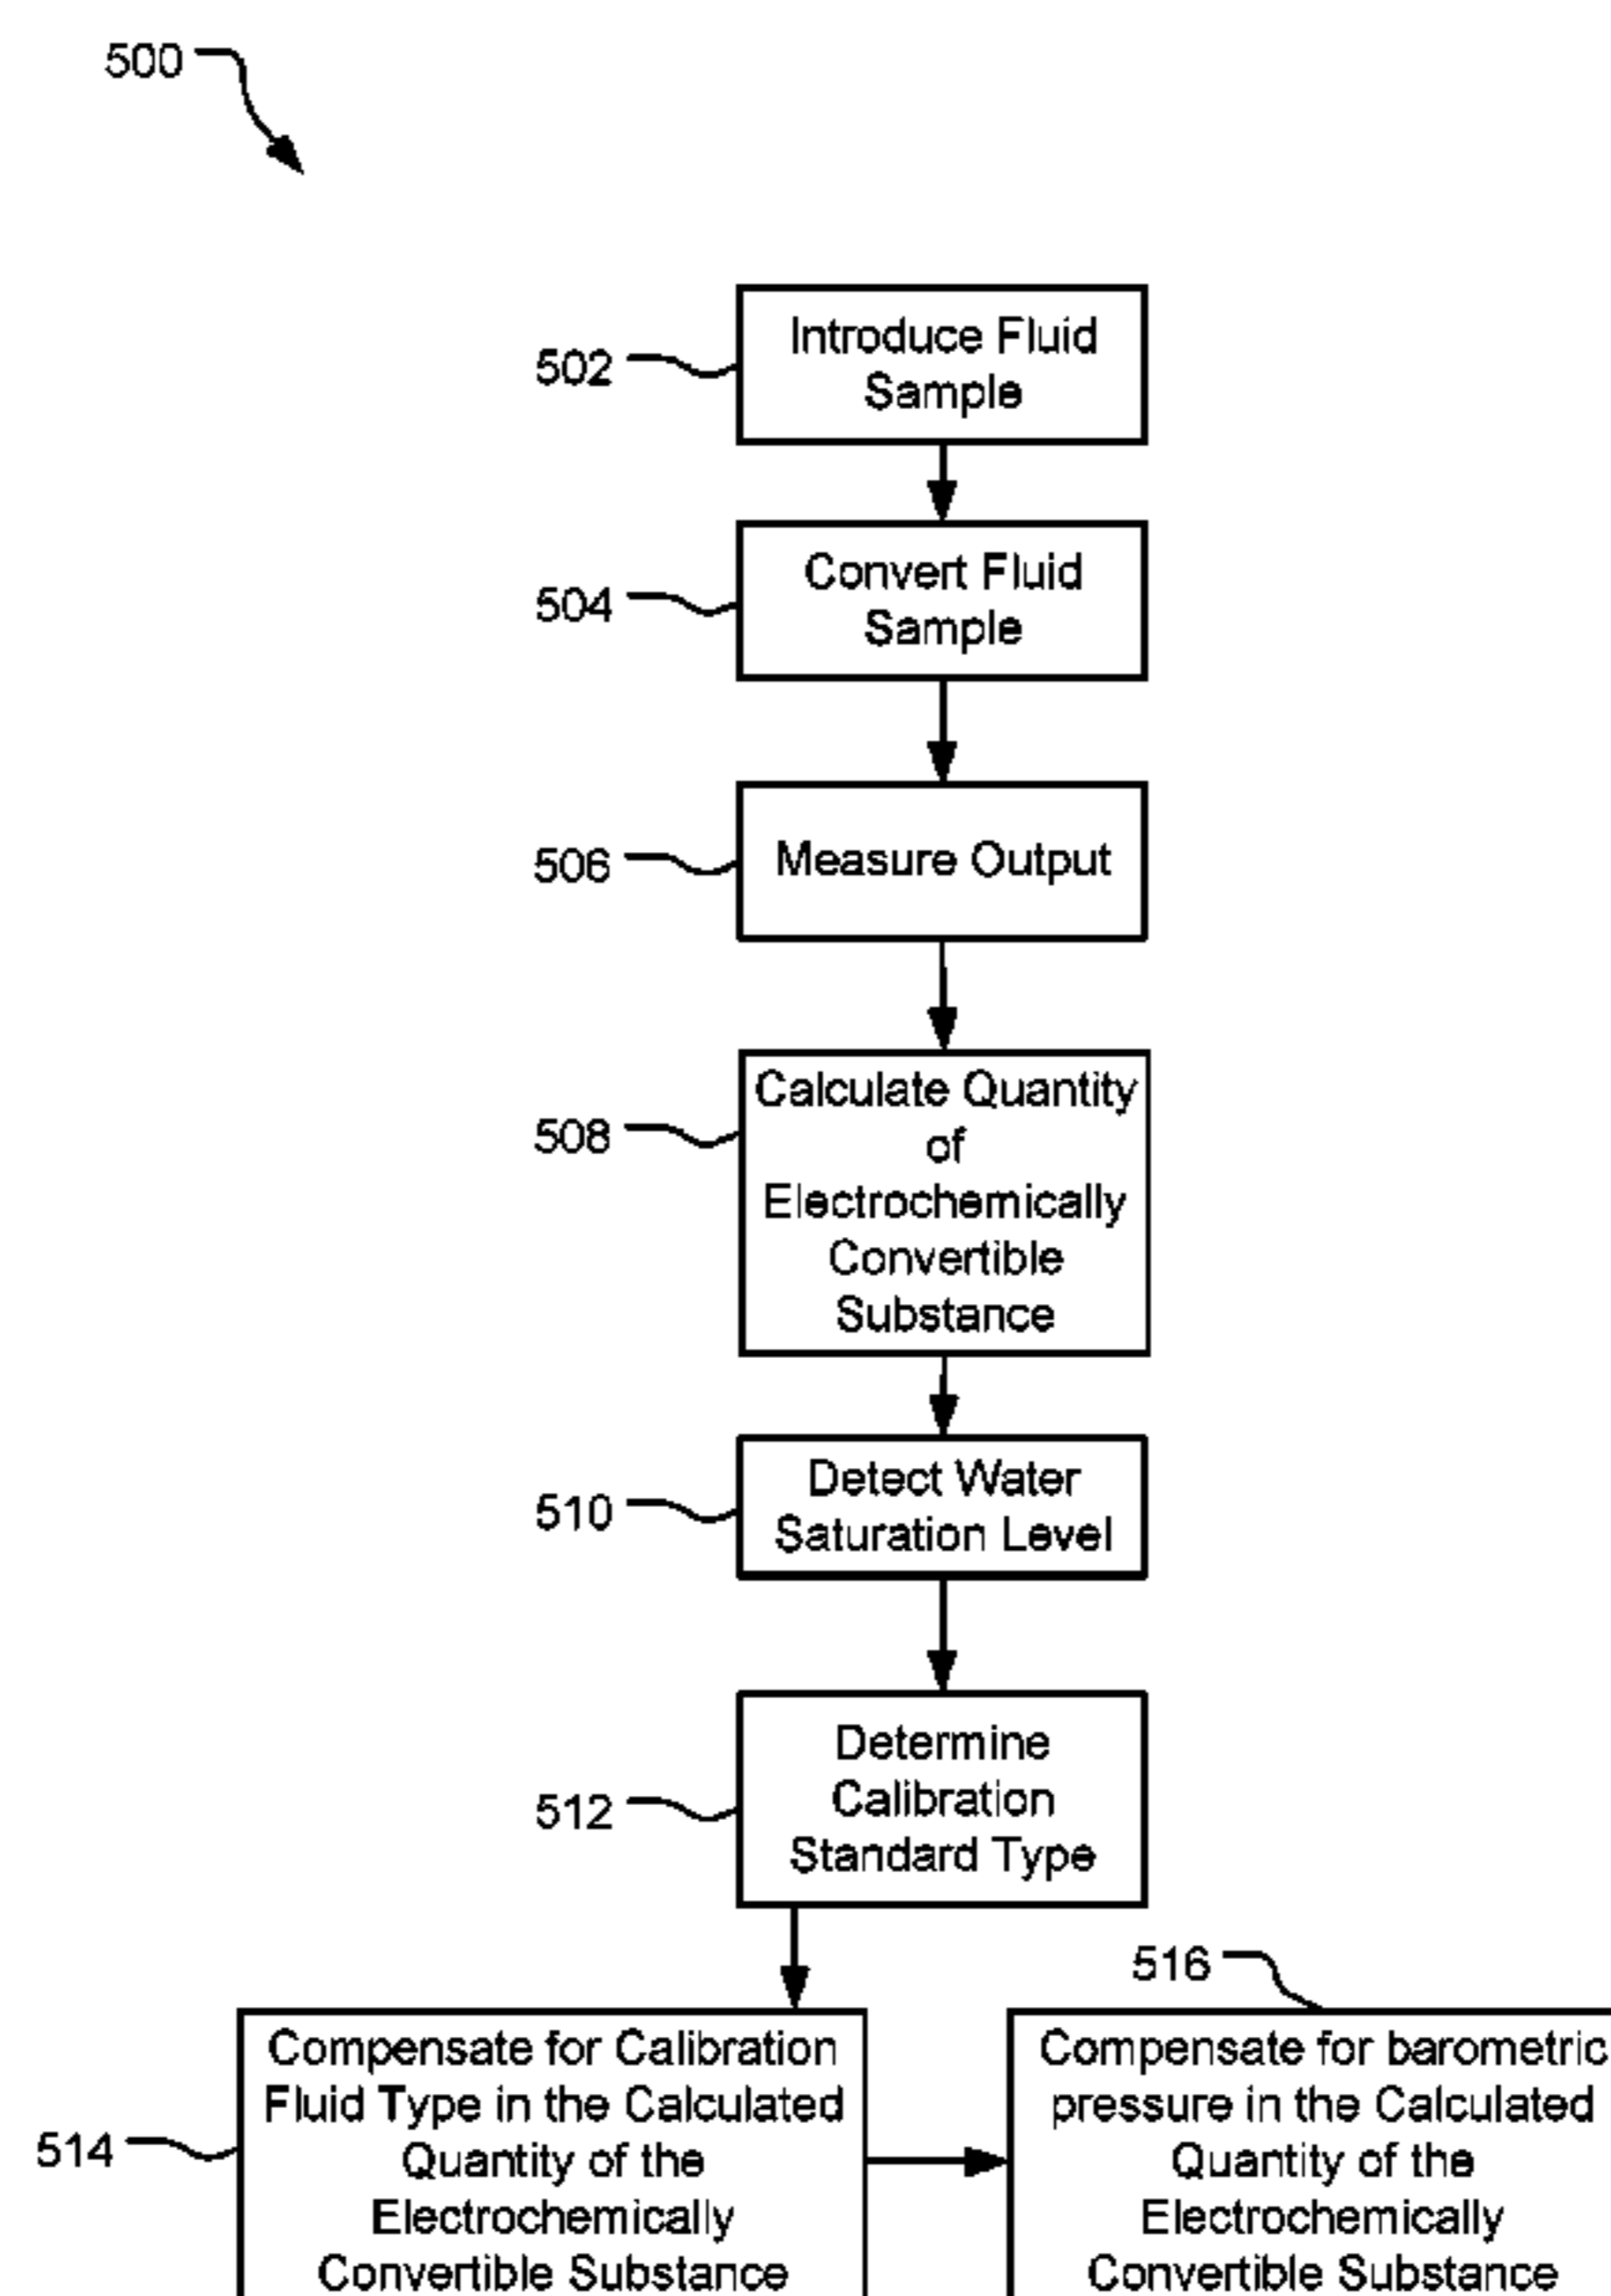 500
502
Introduce Fluid
Sample
504
Convert Fluid
Sample
506
Measure Output
508
Calculate Quantity
of
Electrochemically
Convertible
Substance
510
Detect Water
Saturation Level
512
Determine
Calibration
Standard Type
514
Compensate for Calibration
Fluid Type in the Calculated
Quantity of the
Electrochemically
Convertible Substance
516
Compensate for barometric
pressure in the Calculated
Quantity of the
Electrochemically
Convertible Substance